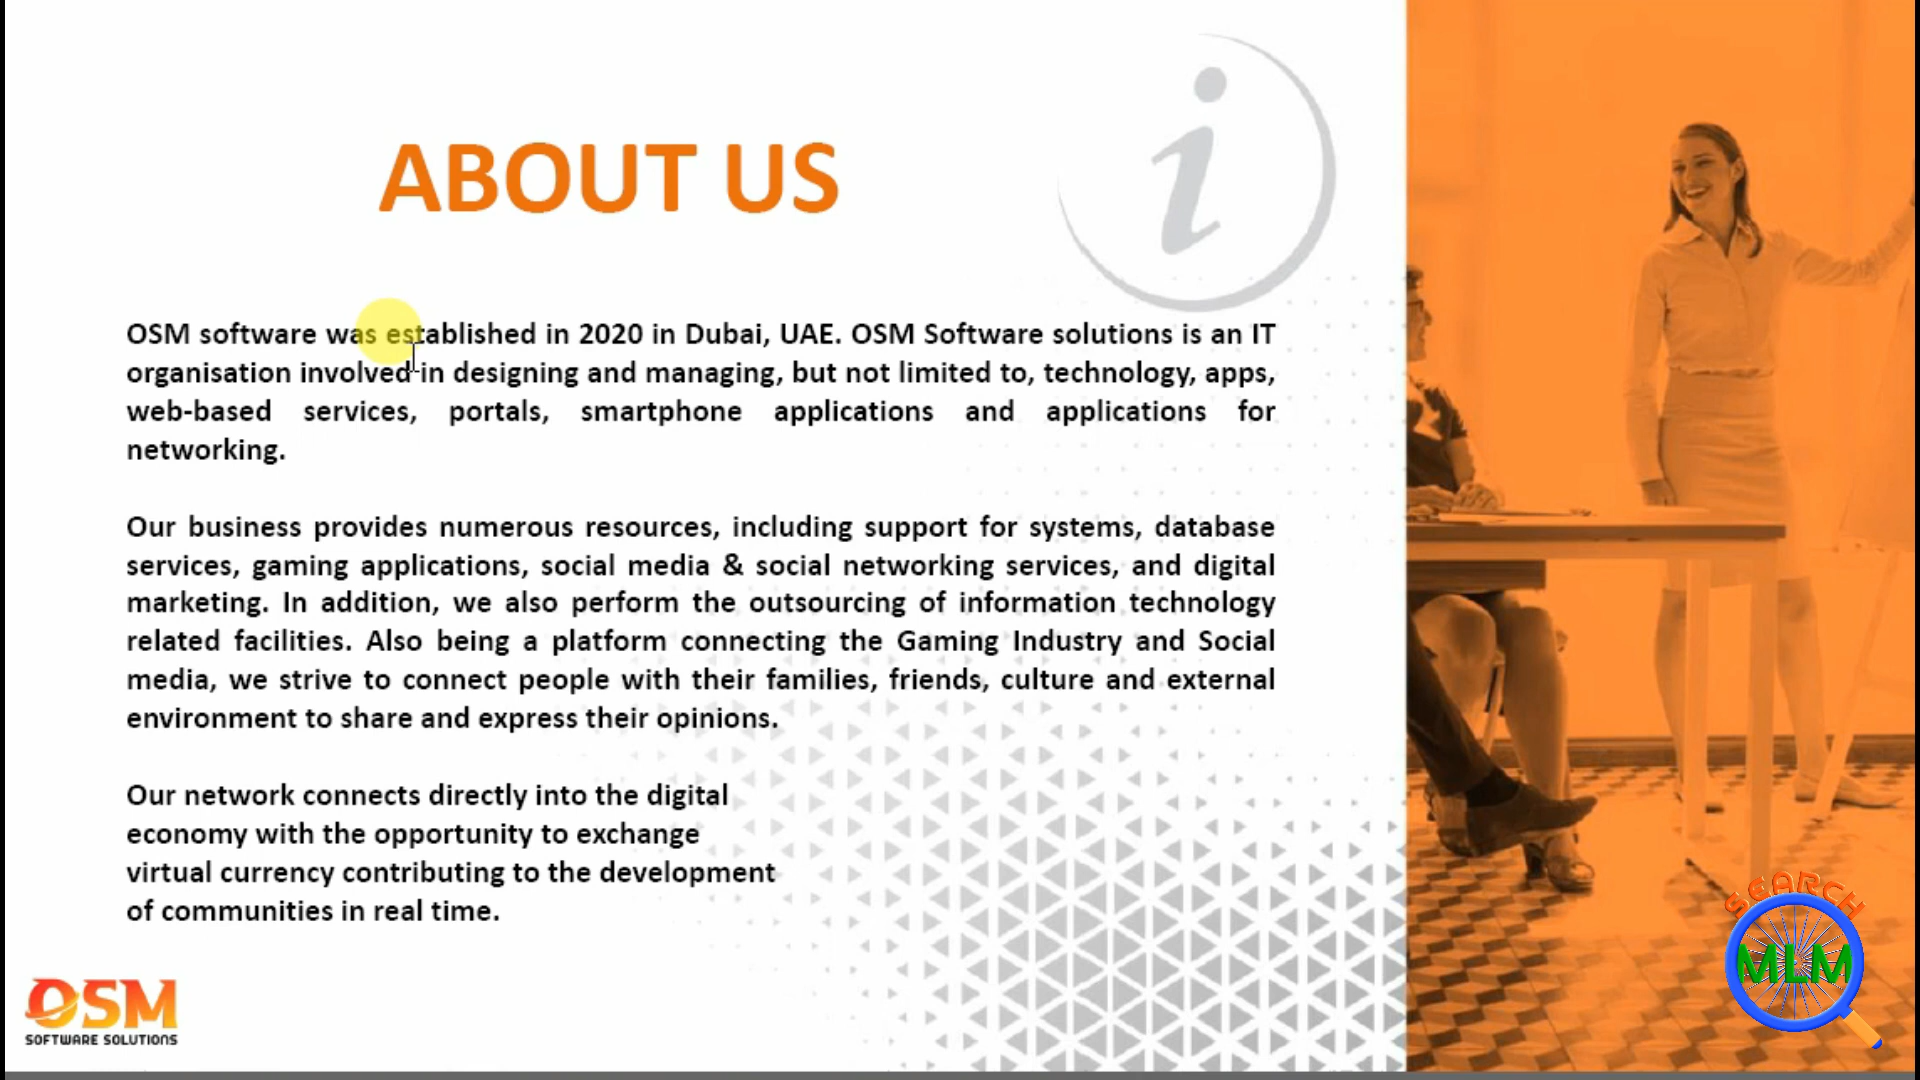 ABOUT US
i
OSM software was established in 2020 in Dubai, UAE. OSM Software solutions is an IT
organisation involved in designing and managing, but not limited to, technology, apps,
web-based services, portals, smartphone applications and applications for
networking.
Our business provides numerous resources, including support for systems, database
services, gaming applications, social media & social networking services, and digital
marketing. In addition, we also perform the outsourcing of information technology
related facilities. Also being a platform connecting the Gaming Industry and Social
media, we strive to connect people with their families, friends, culture and external
environment to share and express their opinions.
Our network connects directly into the digital
economy with the opportunity to exchange
virtual currency contributing to the development
of communities in real time.
OSM
SOFTWARE SOLUTIONS
SEARCH
MLM